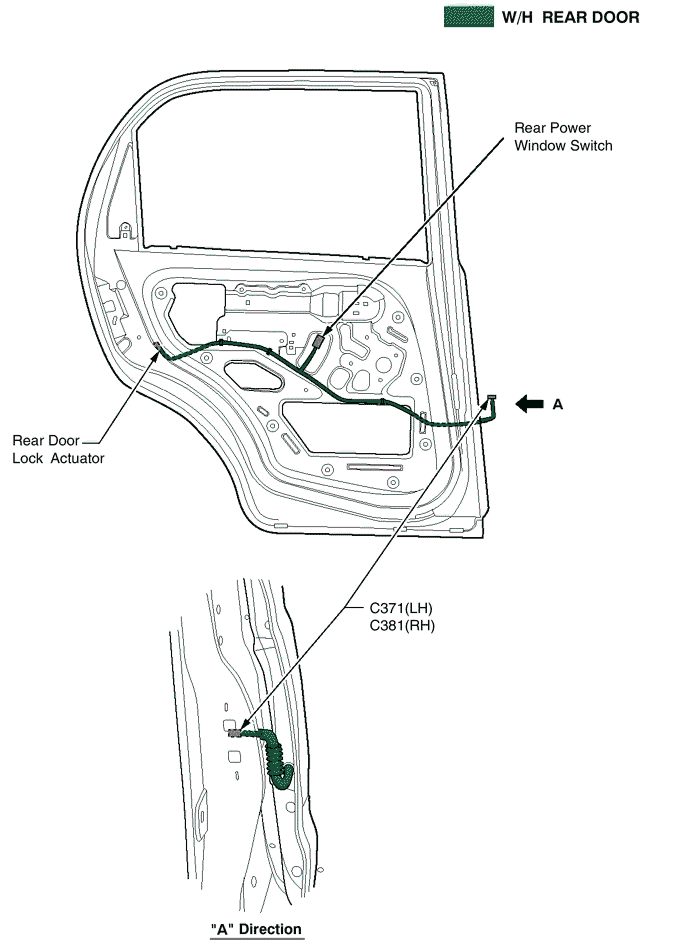 W/H REAR DOOR
Rear Power
Window Switch
A
Rear Door
Lock Actuator
C371(LH)
C381(RH)
"A" Direction